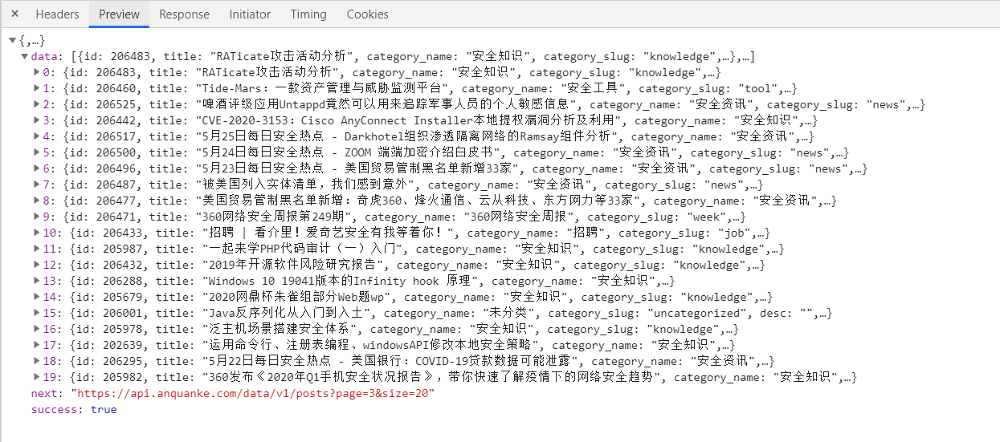 × Headers Preview Response Initiator Timing Cookies
▼{,…}
▼data: [{id: 206483, title: "RATicate攻击活动分析", category_name: "安全知识", category_slug: "knowledge",…},…]
▶0: {id: 206483, title: "RATicate攻击活动分析", category_name: "安全知识", category_slug: "knowledge",…}
▶1: {id: 206460, title: "Tide-Mars：一款资产管理与威胁监测平台", category_name: "安全工具", category_slug: "tool",…}
▶2: {id: 206525, title: "啤酒评级应用Untappd竟然可以用来追踪军事人员的个人敏感信息", category_name: "安全资讯", category_slug: "news",…}
▶3: {id: 206442, title: "CVE-2020-3153：Cisco AnyConnect Installer本地提权漏洞分析及利用", category_name: "安全知识",…}
▶4: {id: 206517, title: "5月25日每日安全热点 - Darkhotel组织渗透隔离网络的Ramsay组件分析", category_name: "安全资讯",…}
▶5: {id: 206500, title: "5月24日每日安全热点 - ZOOM 端端加密介绍白皮书", category_name: "安全资讯", category_slug: "news",…}
▶6: {id: 206496, title: "5月23日每日安全热点 - 美国贸易管制黑名单新增33家", category_name: "安全资讯", category_slug: "news",…}
▶7: {id: 206487, title: "被美国列入实体清单，我们感到意外", category_name: "安全资讯", category_slug: "news",…}
▶8: {id: 206477, title: "美国贸易管制黑名单新增：奇虎360、烽火通信、云从科技、东方网力等33家", category_name: "安全资讯",…}
▶9: {id: 206471, title: "360网络安全周报第249期", category_name: "360网络安全周报", category_slug: "week",…}
▶10: {id: 206433, title: "招聘 | 看介里！爱奇艺安全有我等着你！", category_name: "招聘", category_slug: "job",…}
▶11: {id: 205987, title: "一起来学PHP代码审计（一）入门", category_name: "安全知识", category_slug: "knowledge",…}
▶12: {id: 206432, title: "2019年开源软件风险研究报告", category_name: "安全知识", category_slug: "knowledge",…}
▶13: {id: 206288, title: "Windows 10 19041版本的Infinity hook 原理", category_name: "安全知识",…}
▶14: {id: 205679, title: "2020网鼎杯朱雀组部分Web题wp", category_name: "安全知识", category_slug: "knowledge",…}
▶15: {id: 206001, title: "Java反序列化从入门到入土", category_name: "未分类", category_slug: "uncategorized", desc: "",…}
▶16: {id: 205978, title: "泛主机场景搭建安全体系", category_name: "安全知识", category_slug: "knowledge",…}
▶17: {id: 202639, title: "运用命令行、注册表编程、windowsAPI修改本地安全策略", category_name: "安全知识",…}
▶18: {id: 206295, title: "5月22日每日安全热点 - 美国银行：COVID-19贷款数据可能泄露", category_name: "安全资讯",…}
▶19: {id: 205982, title: "360发布《2020年Q1手机安全状况报告》，带你快速了解疫情下的网络安全趋势", category_name: "安全知识",…}
next: "https://api.anquanke.com/data/v1/posts?page=3&size=20"
success: true